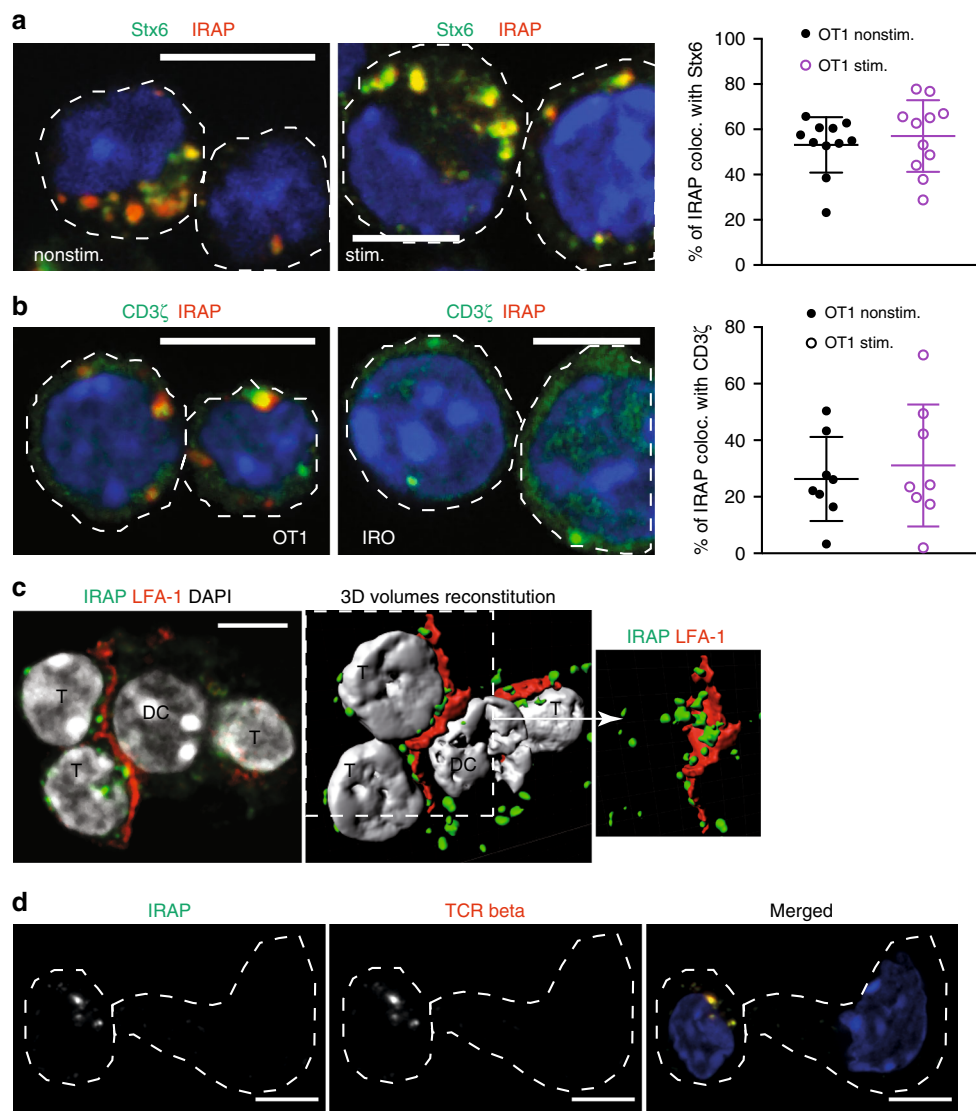 a
Stx6 IRAP
Stx6 IRAP
nonstim.
stim.
% of IRAP coloc. with Stx6
100
80
60
40
20
0
OT1 nonstim.
OT1 stim.
b
CD3ζ IRAP
CD3ζ IRAP
OT1
IRO
% of IRAP coloc. with CD3ζ
80
60
40
20
0
OT1 nonstim.
OT1 stim.
c
IRAP LFA-1 DAPI
3D volumes reconstitution
IRAP LFA-1
T
DC
T
T
T
T
DC
T
d
IRAP
TCR beta
Merged